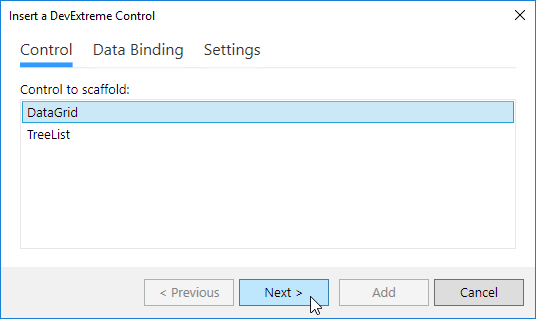 Insert a DevExtreme Control
Control Data Binding Settings
Control to scaffold:
DataGrid
TreeList
< Previous Next > Add Cancel